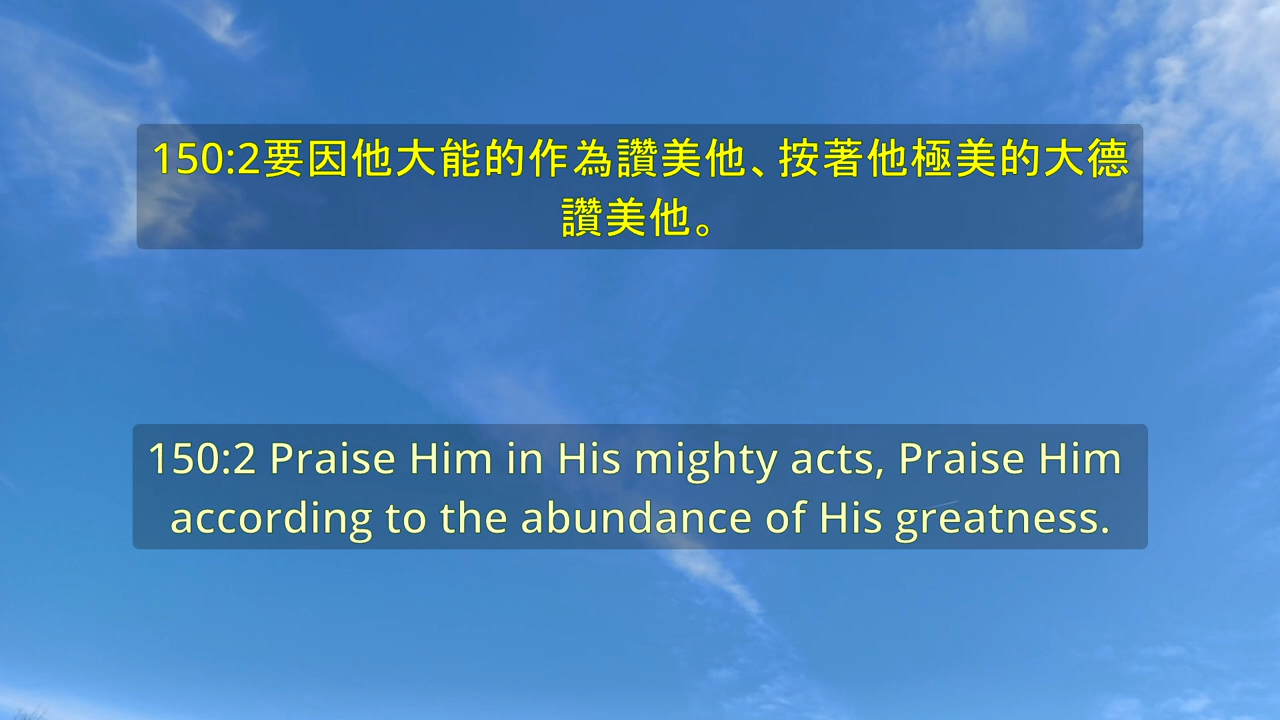 150:2要因他大能的作為讚美他、按著他極美的大德
讚美他。
150:2 Praise Him in His mighty acts, Praise Him
according to the abundance of His greatness.